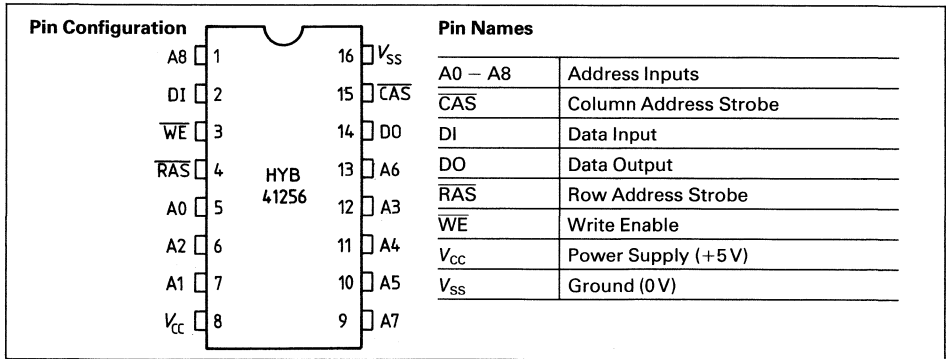 Pin Configuration
A8 1 16 VSS
DI 2 15 CAS
WE 3 14 DO
RAS 4 13 A6
HYB
41256
A0 5 12 A3
A2 6 11 A4
A1 7 10 A5
VCC 8 9 A7
Pin Names
A0 – A8 Address Inputs
CAS Column Address Strobe
DI Data Input
DO Data Output
RAS Row Address Strobe
WE Write Enable
VCC Power Supply (+5 V)
VSS Ground (0 V)